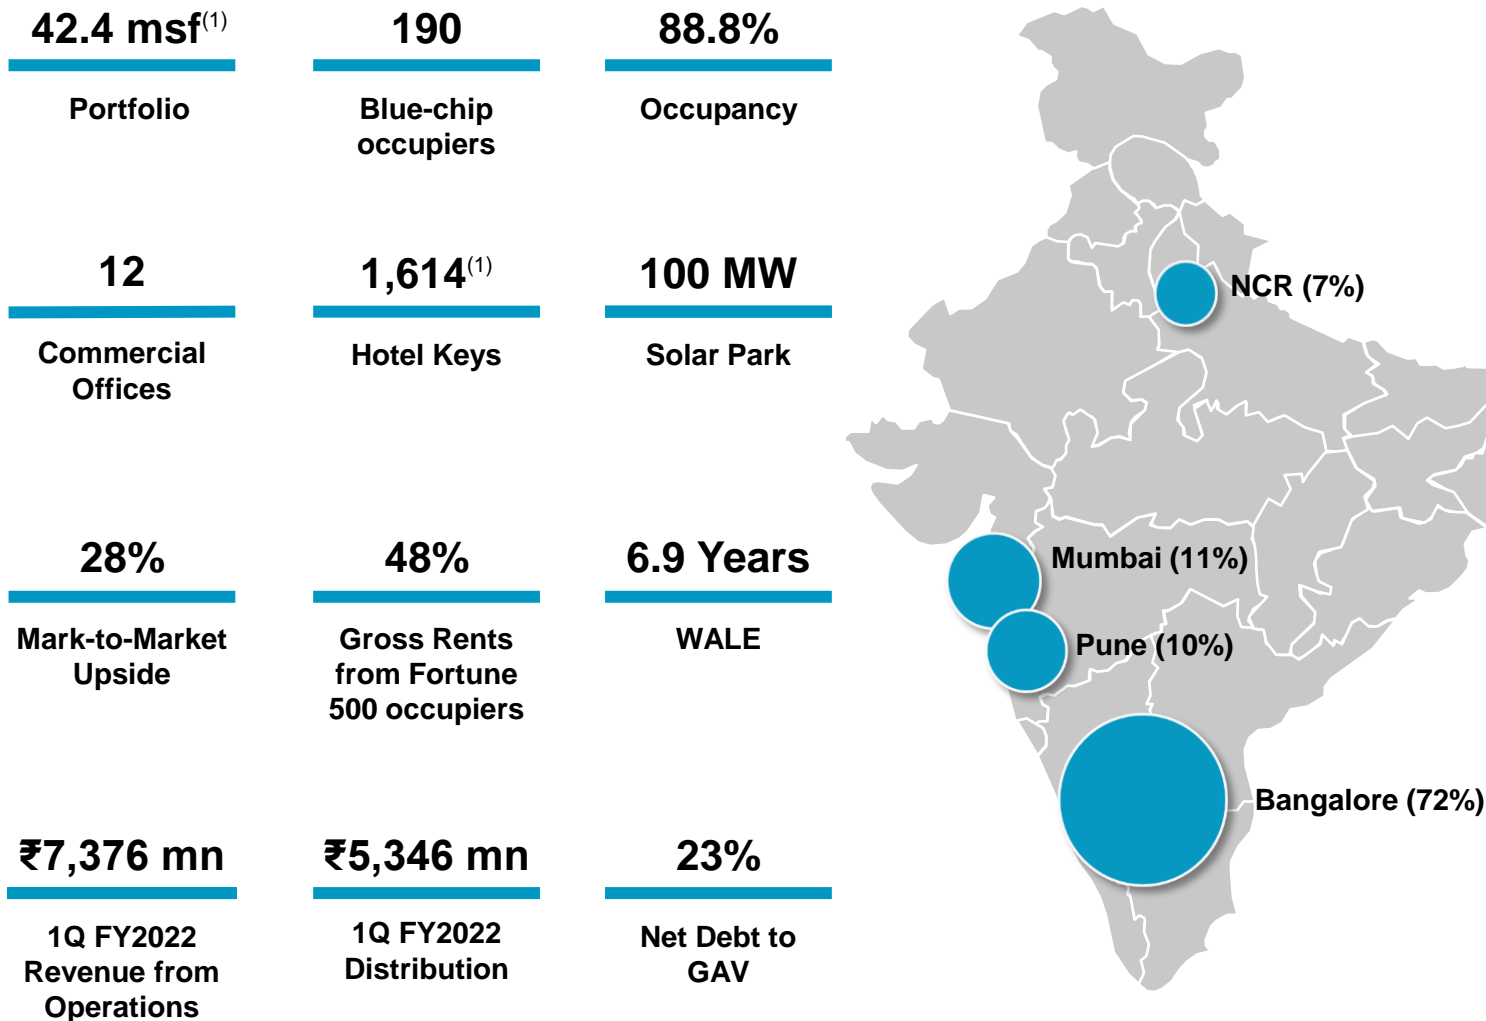 42.4 msf(1)
Portfolio
190
Blue-chip
occupiers
88.8%
Occupancy
12
Commercial
Offices
1,614(1)
Hotel Keys
100 MW
Solar Park
28%
Mark-to-Market
Upside
48%
Gross Rents
from Fortune
500 occupiers
6.9 Years
WALE
₹7,376 mn
1Q FY2022
Revenue from
Operations
₹5,346 mn
1Q FY2022
Distribution
23%
Net Debt to
GAV
NCR (7%)
Mumbai (11%)
Pune (10%)
Bangalore (72%)